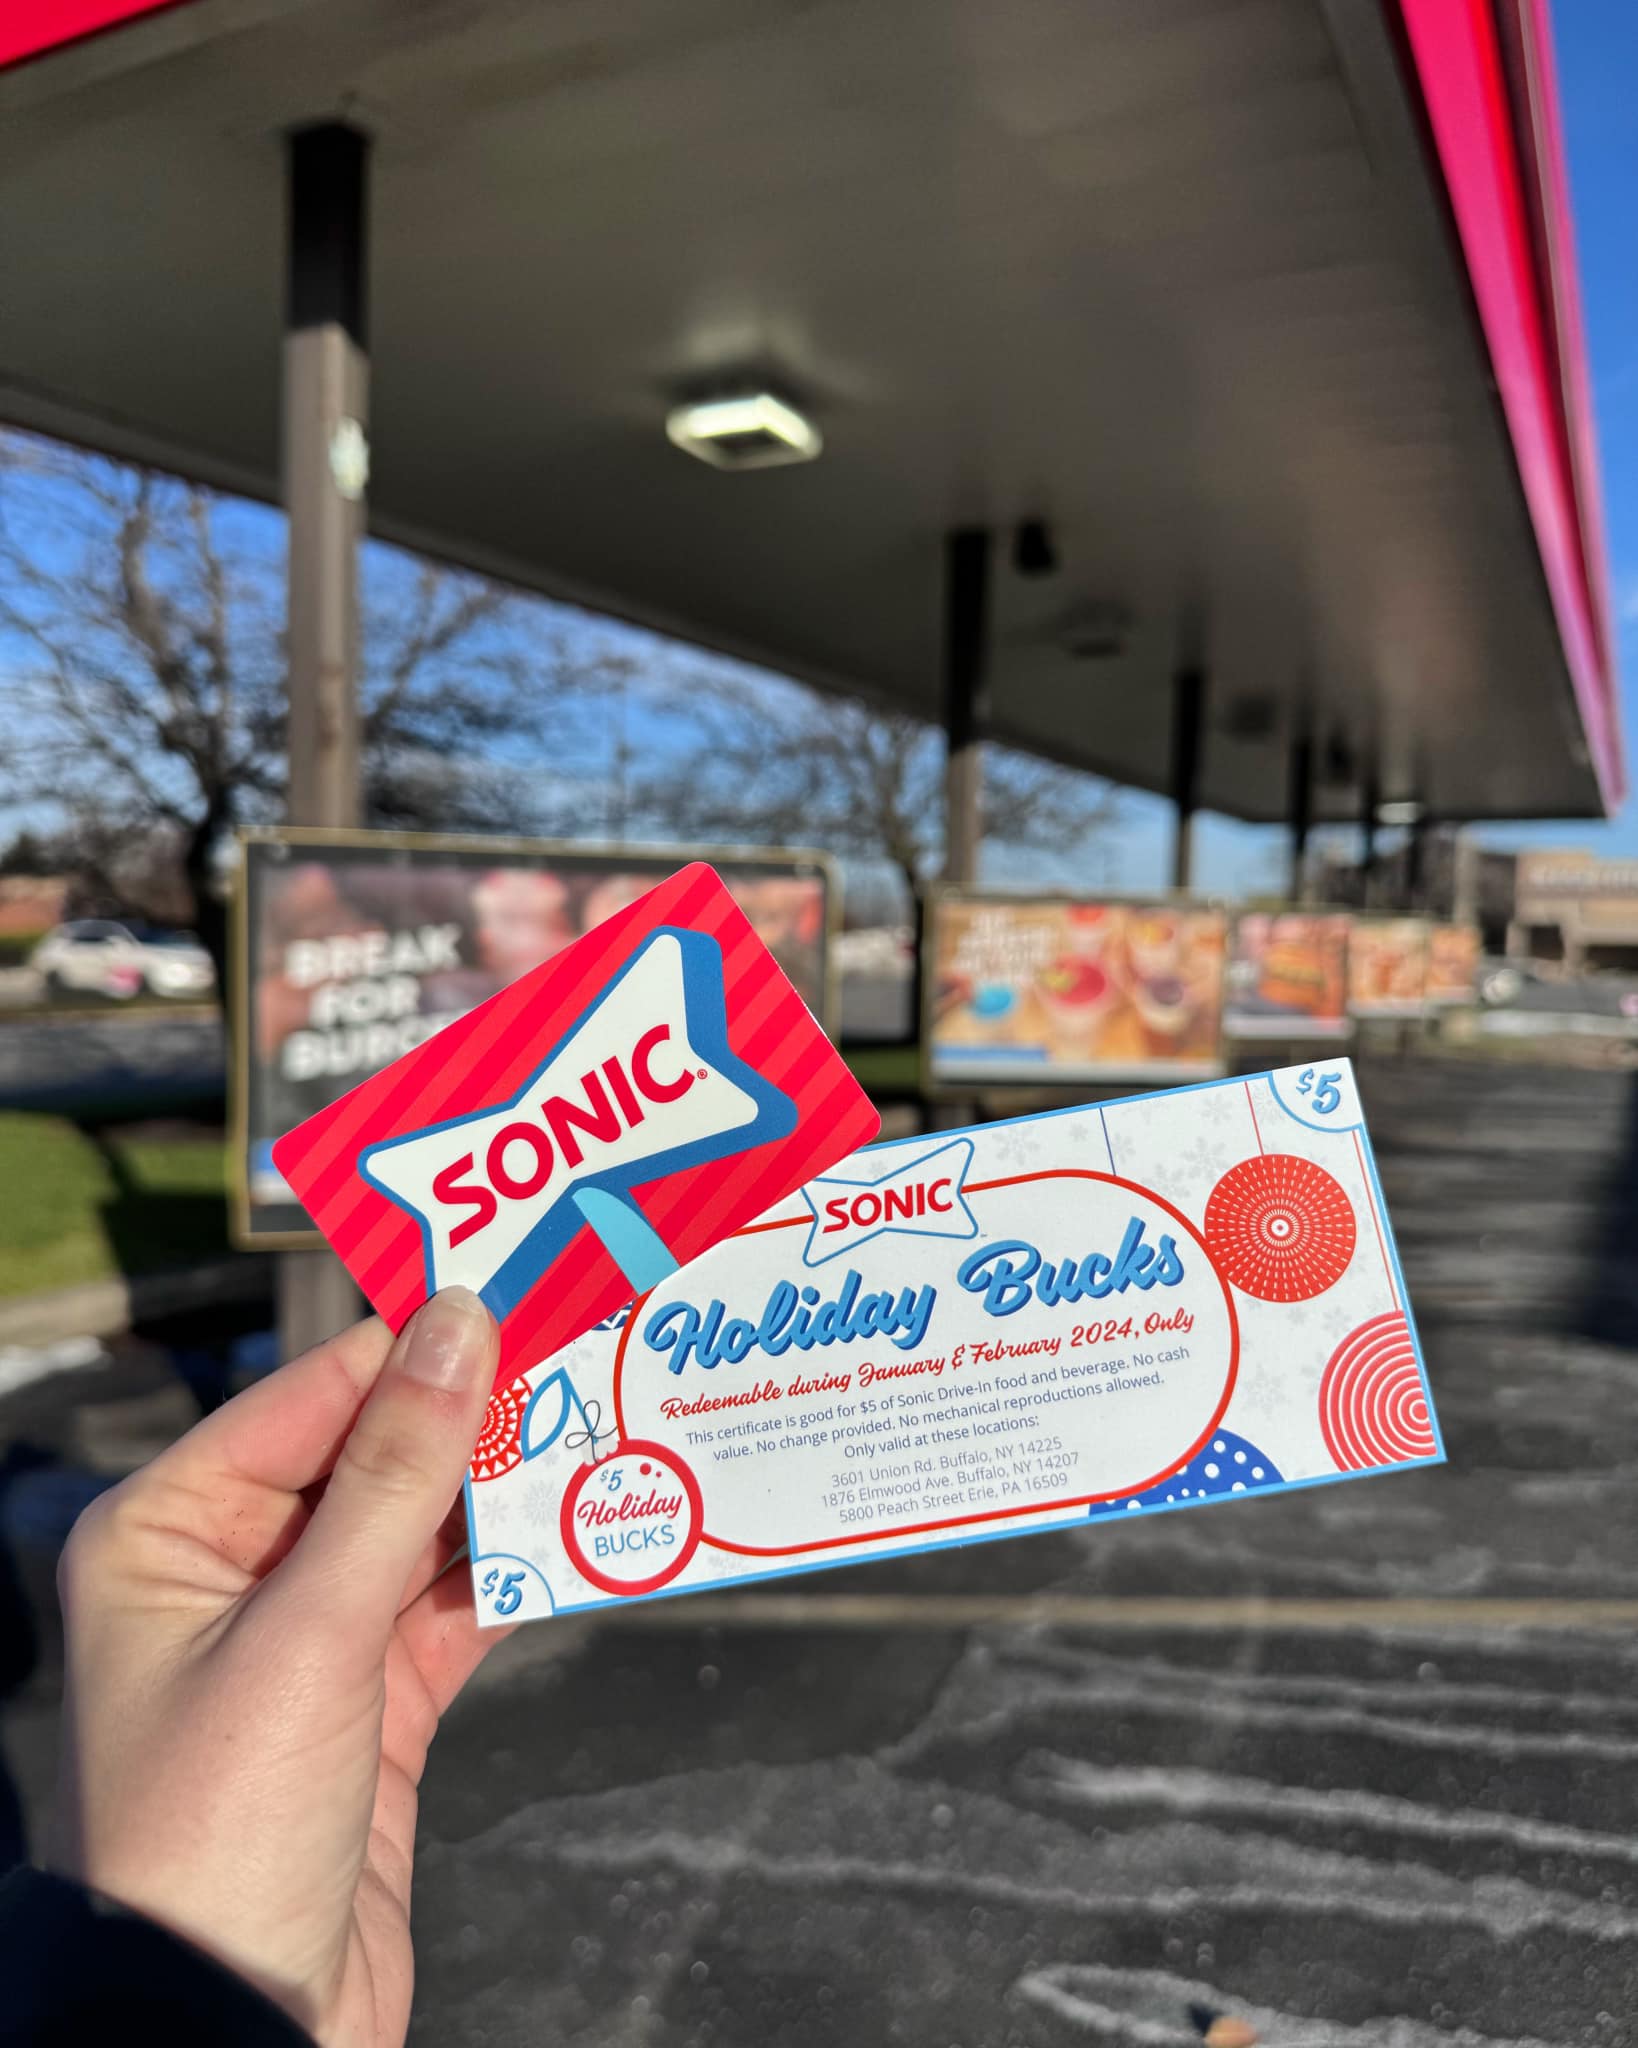 BREAK
FOR
BURG
SONIC®
$5
SONIC™
Holiday Bucks
Redeemable during January & February 2024, Only
This certificate is good for $5 of Sonic Drive-In food and beverage. No cash
value. No change provided. No mechanical reproductions allowed.
Only valid at these locations:
3601 Union Rd. Buffalo, NY 14225
1876 Elmwood Ave. Buffalo, NY 14207
5800 Peach Street Erie, PA 16509
$5
Holiday
BUCKS
$5